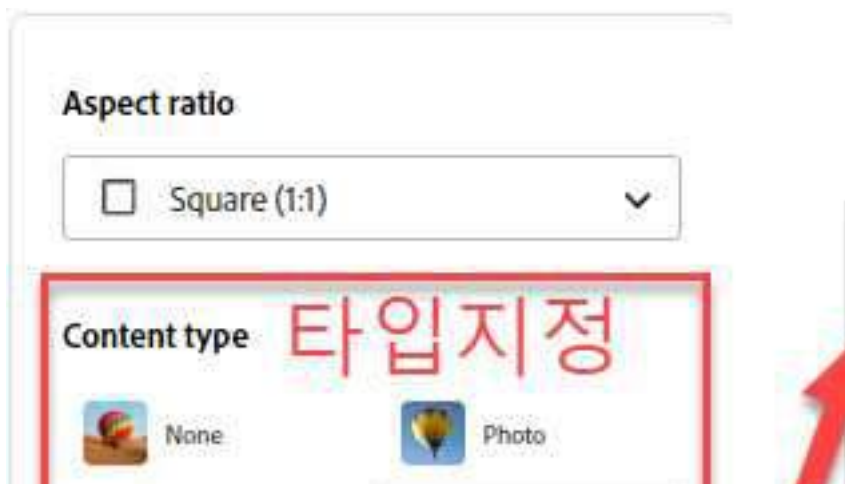 Aspect ratio
Square (1:1)
Content type 타입지정
None Photo